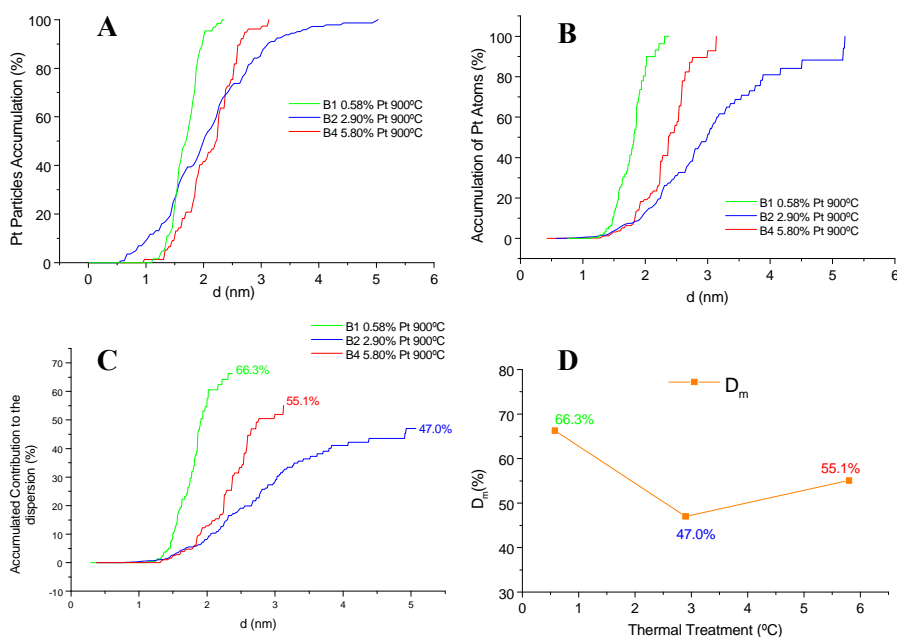 A
Pt Particles Accumulation (%)
100
80
60
40
20
0
B1 0.58% Pt 900ºC
B2 2.90% Pt 900ºC
B4 5.80% Pt 900ºC
0 1 2 3 4 5 6
d (nm)
B
Accumulation of Pt Atoms (%)
100
80
60
40
20
0
B1 0.58% Pt 900ºC
B2 2.90% Pt 900ºC
B4 5.80% Pt 900ºC
0 1 2 3 4 5 6
d (nm)
C
B1 0.58% Pt 900ºC
B2 2.90% Pt 900ºC
B4 5.80% Pt 900ºC
Accumulated Contribution to the
dispersion (%)
70
60
50
40
30
20
10
0
-10
66.3%
55.1%
47.0%
0 1 2 3 4 5
d (nm)
D
Dm
Dm(%)
80
70
60
50
40
30
66.3%
55.1%
47.0%
0 1 2 3 4 5 6
Thermal Treatment (ºC)